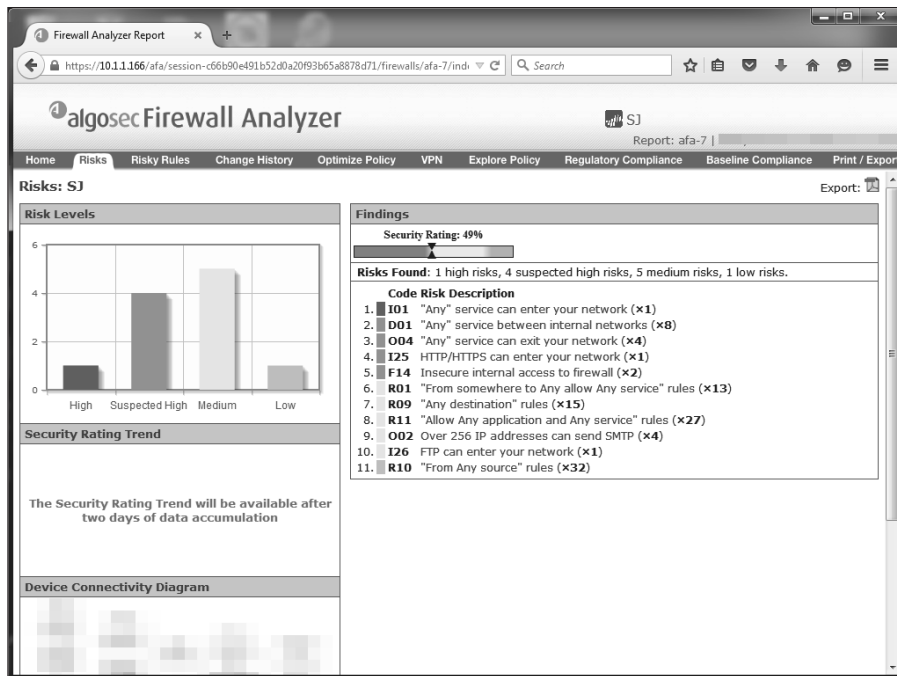 Firewall Analyzer Report
https://10.1.1.166/afa/session-c66b90e491b52d0a20f93b65a8878d71/firewalls/afa-7/ind
Search
algosec Firewall Analyzer
SJ
Report: afa-7 |
Home Risks Risky Rules Change History Optimize Policy VPN Explore Policy Regulatory Compliance Baseline Compliance Print / Expor
Risks: SJ
Export:
Risk Levels
6
4
2
0
High Suspected High Medium Low
Security Rating Trend
The Security Rating Trend will be available after
two days of data accumulation
Device Connectivity Diagram
Findings
Security Rating: 49%
Risks Found: 1 high risks, 4 suspected high risks, 5 medium risks, 1 low risks.
Code Risk Description
1. I01 "Any" service can enter your network (×1)
2. D01 "Any" service between internal networks (×8)
3. O04 "Any" service can exit your network (×4)
4. I25 HTTP/HTTPS can enter your network (×1)
5. F14 Insecure internal access to firewall (×2)
6. R01 "From somewhere to Any allow Any service" rules (×13)
7. R09 "Any destination" rules (×15)
8. R11 "Allow Any application and Any service" rules (×27)
9. O02 Over 256 IP addresses can send SMTP (×4)
10. I26 FTP can enter your network (×1)
11. R10 "From Any source" rules (×32)